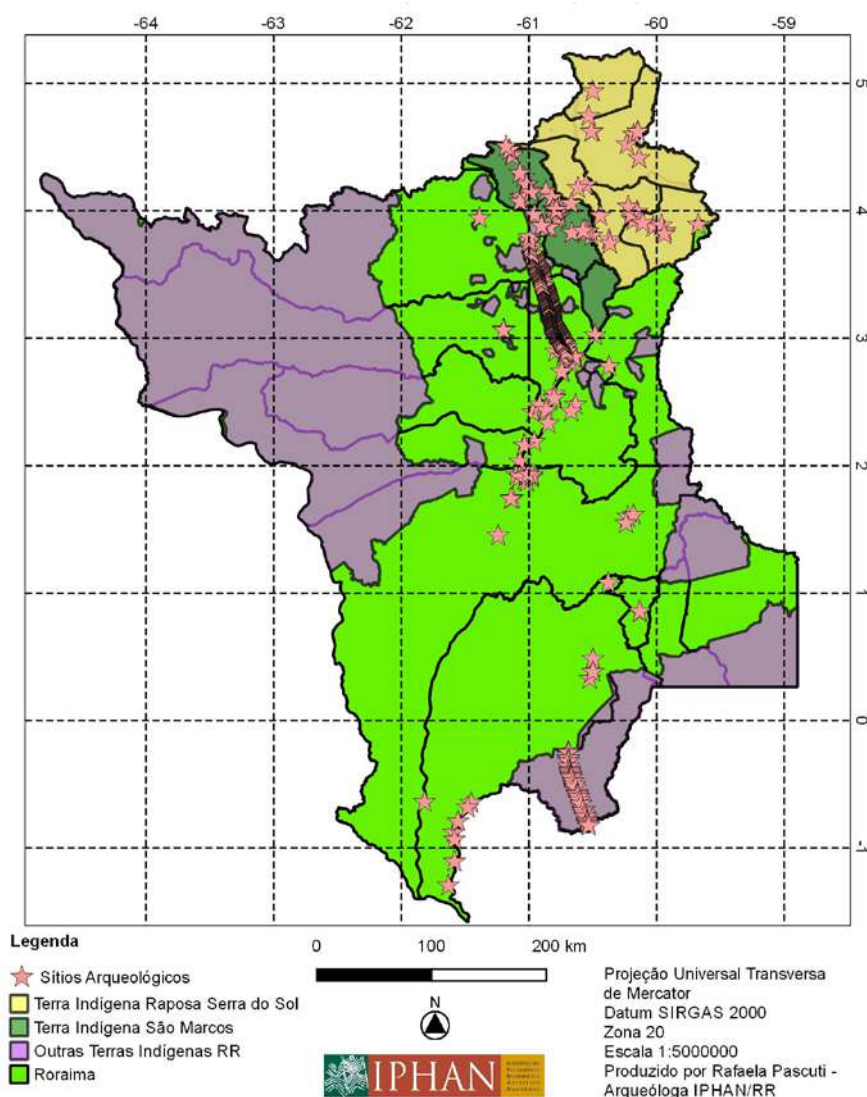 -64 -63 -62 -61 -60 -59
5
4
3
2
1
0
-1
Legenda
Sítios Arqueológicos
Terra Indígena Raposa Serra do Sol
Terra Indígena São Marcos
Outras Terras Indígenas RR
Roraima
0 100 200 km
N
IPHAN
Projeção Universal Transversa
de Mercator
Datum SIRGAS 2000
Zona 20
Escala 1:5000000
Produzido por Rafaela Pascuti -
Arqueóloga IPHAN/RR